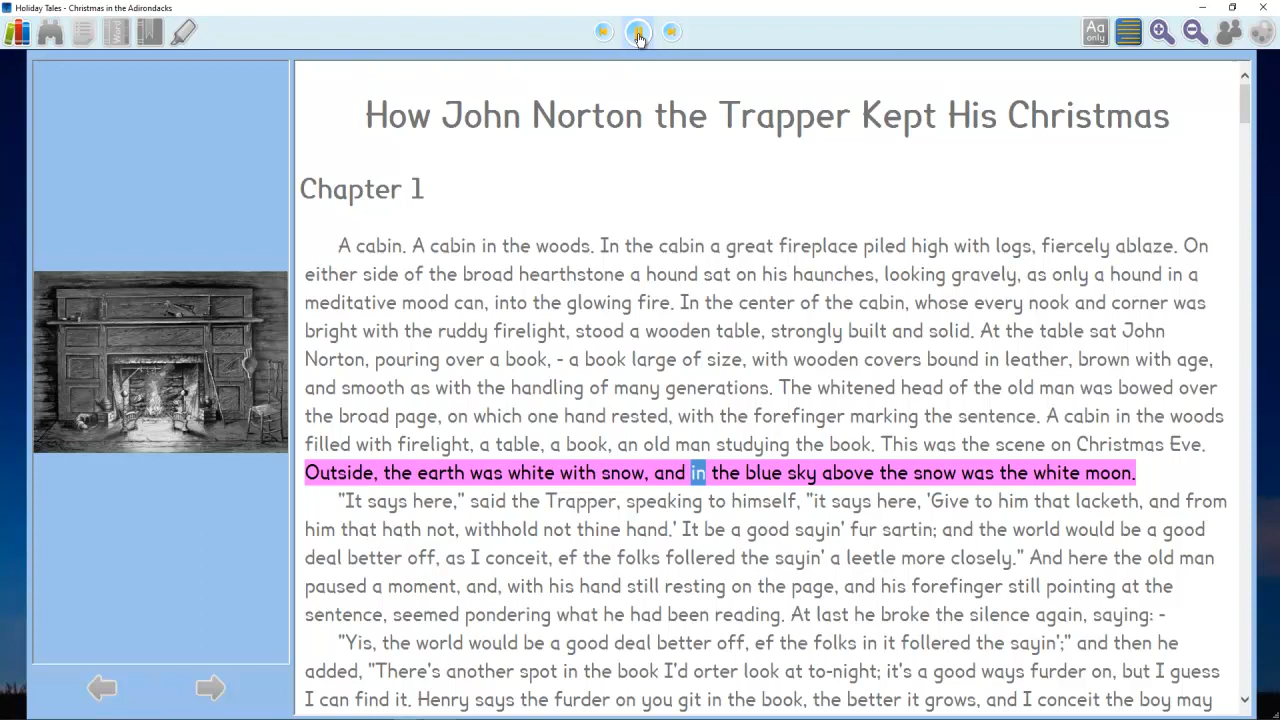 Holiday Tales - Christmas in the Adirondacks
Word
Aa
only
How John Norton the Trapper Kept His Christmas
Chapter 1
A cabin. A cabin in the woods. In the cabin a great fireplace piled high with logs, fiercely ablaze. On
either side of the broad hearthstone a hound sat on his haunches, looking gravely, as only a hound in a
meditative mood can, into the glowing fire. In the center of the cabin, whose every nook and corner was
bright with the ruddy firelight, stood a wooden table, strongly built and solid. At the table sat John
Norton, pouring over a book, - a book large of size, with wooden covers bound in leather, brown with age,
and smooth as with the handling of many generations. The whitened head of the old man was bowed over
the broad page, on which one hand rested, with the forefinger marking the sentence. A cabin in the woods
filled with firelight, a table, a book, an old man studying the book. This was the scene on Christmas Eve.
Outside, the earth was white with snow, and in the blue sky above the snow was the white moon.
"It says here," said the Trapper, speaking to himself, "it says here, 'Give to him that lacketh, and from
him that hath not, withhold not thine hand.' It be a good sayin' fur sartin; and the world would be a good
deal better off, as I conceit, ef the folks follered the sayin' a leetle more closely." And here the old man
paused a moment, and, with his hand still resting on the page, and his forefinger still pointing at the
sentence, seemed pondering what he had been reading. At last he broke the silence again, saying: -
"Yis, the world would be a good deal better off, ef the folks in it follered the sayin';" and then he
added, "There's another spot in the book I'd orter look at to-night; it's a good ways furder on, but I guess
I can find it. Henry says the furder on you git in the book, the better it grows, and I conceit the boy may